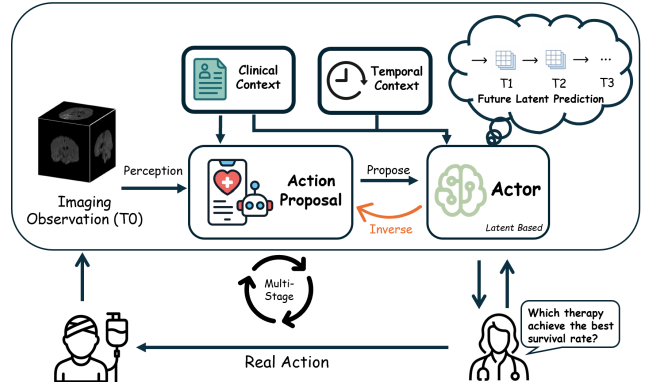 Clinical
Context
Temporal
Context
T1
T2
T3
Future Latent Prediction
Imaging
Observation (T0)
Perception
Action
Proposal
Propose
Inverse
Actor
Latent Based
Multi-
Stage
Which therapy
achieve the best
survival rate?
Real Action